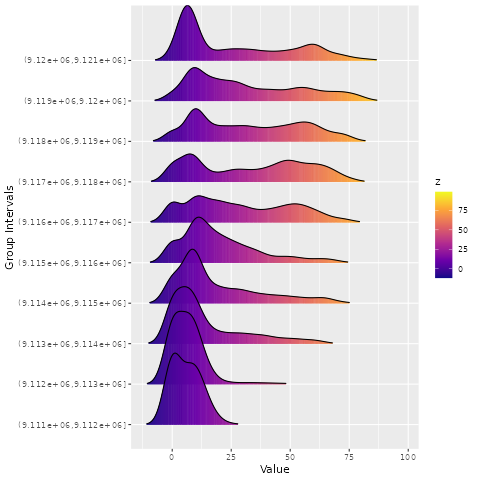 Group Intervals
(9.12e+06,9.121e+06]
(9.119e+06,9.12e+06]
(9.118e+06,9.119e+06]
(9.117e+06,9.118e+06]
(9.116e+06,9.117e+06]
(9.115e+06,9.116e+06]
(9.114e+06,9.115e+06]
(9.113e+06,9.114e+06]
(9.112e+06,9.113e+06]
(9.111e+06,9.112e+06]
0 25 50 75 100
Value
z
75
50
25
0